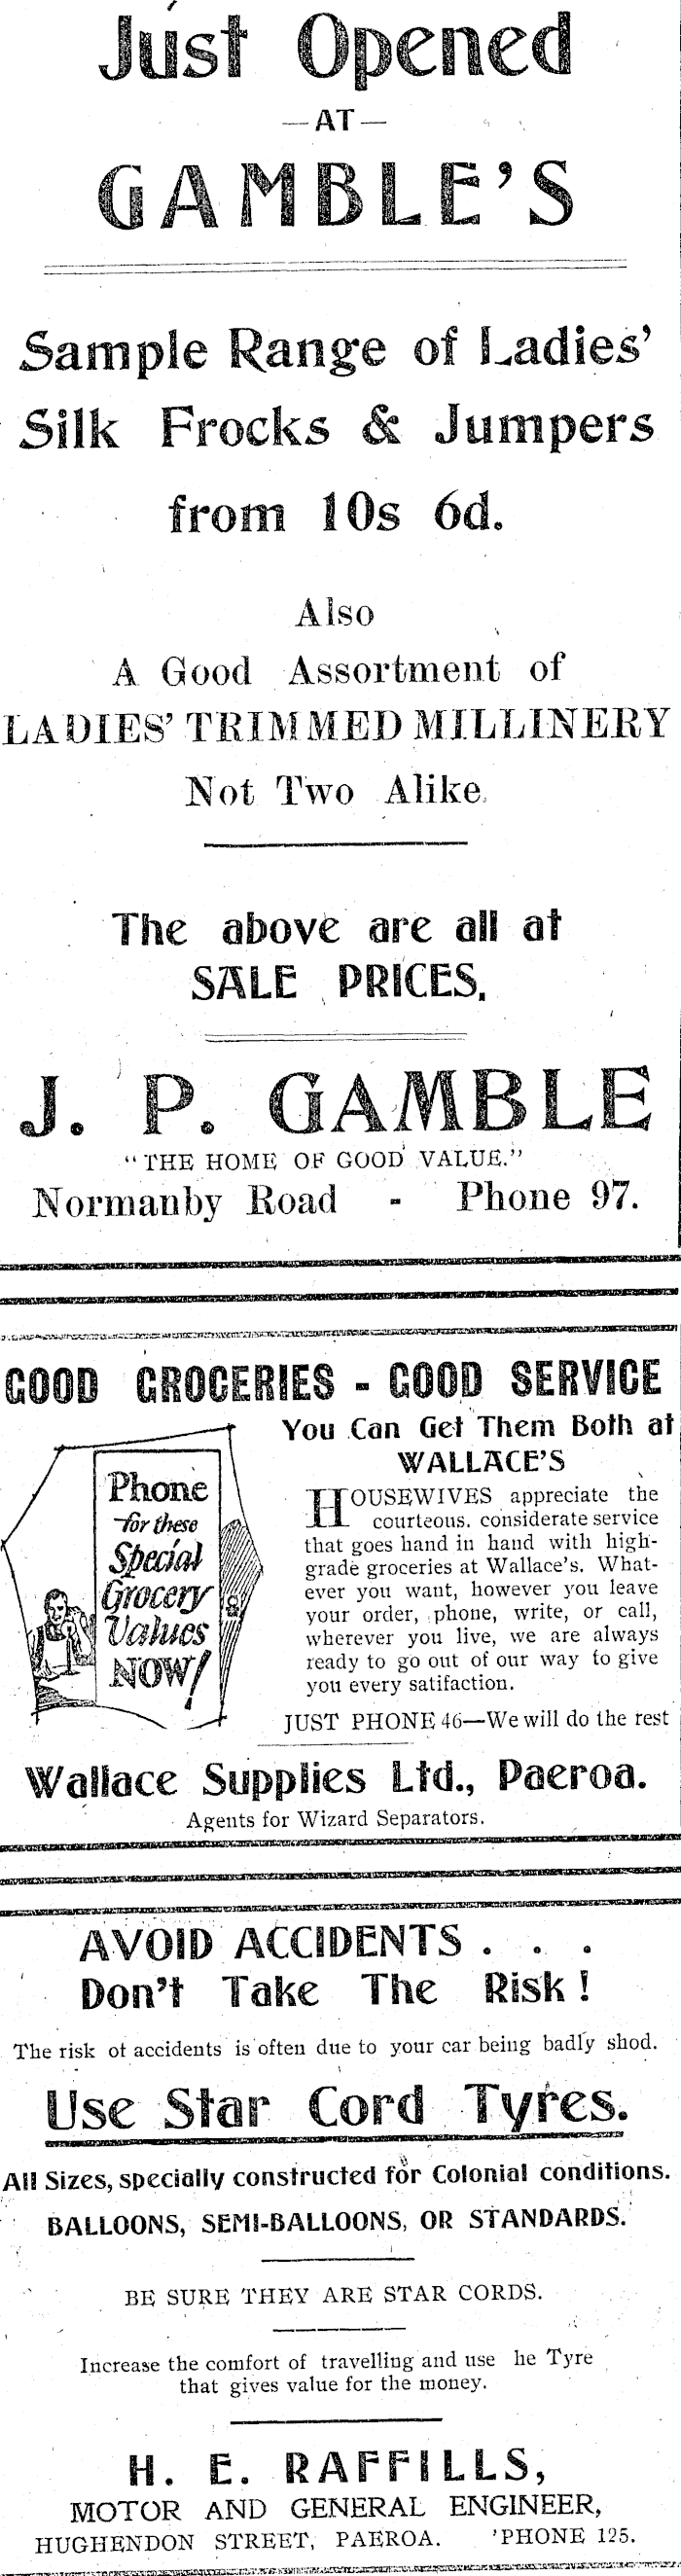 Just Opened
—AT—
GAMBLE'S
Sample Range of Ladies'
Silk Frocks & Jumpers
from 10s 6d.
Also
A Good Assortment of
LADIES' TRIMMED MILLINERY
Not Two Alike.
The above are all at
SALE PRICES.
J. P. GAMBLE
"THE HOME OF GOOD VALUE."
Normanby Road - Phone 97.
GOOD GROCERIES - GOOD SERVICE
Phone
for these
Special
Grocery
Values
NOW!
You Can Get Them Both at
WALLACE'S
HOUSEWIVES appreciate the
courteous. considerate service
that goes hand in hand with high-
grade groceries at Wallace's. What-
ever you want, however you leave
your order, phone, write, or call,
wherever you live, we are always
ready to go out of our way to give
you every satifaction.
JUST PHONE 46—We will do the rest
Wallace Supplies Ltd., Paeroa.
Agents for Wizard Separators.
AVOID ACCIDENTS . . .
Don't Take The Risk!
The risk of accidents is often due to your car being badly shod.
Use Star Cord Tyres.
All Sizes, specially constructed for Colonial conditions.
BALLOONS, SEMI-BALLOONS, OR STANDARDS.
BE SURE THEY ARE STAR CORDS.
Increase the comfort of travelling and use he Tyre
that gives value for the money.
H. E. RAFFILLS,
MOTOR AND GENERAL ENGINEER,
HUGHENDON STREET, PAEROA. 'PHONE 125.